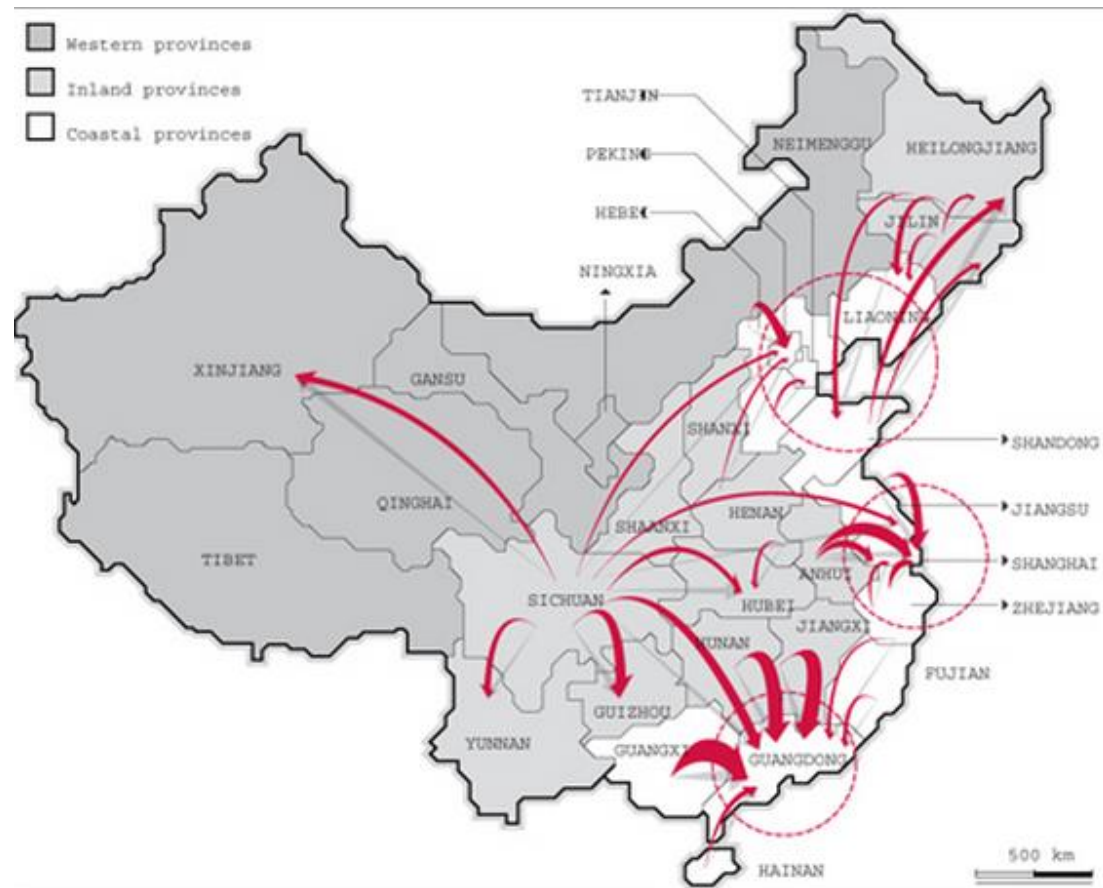 Western provinces
Inland provinces
Coastal provinces
TIANJIN
PEKING
HEBEI
NINGXIA
NEIMENGGU
HEILONGJIANG
JILIN
LIAONING
XINJIANG
GANSU
SHANXI
SHANDONG
QINGHAI
SHAANXI
HENAN
JIANGSU
TIBET
ANHUI
SHANGHAI
SICHUAN
HUBEI
ZHEJIANG
HUNAN
JIANGXI
FUJIAN
GUIZHOU
YUNNAN
GUANGXI
GUANGDONG
HAINAN
500 km